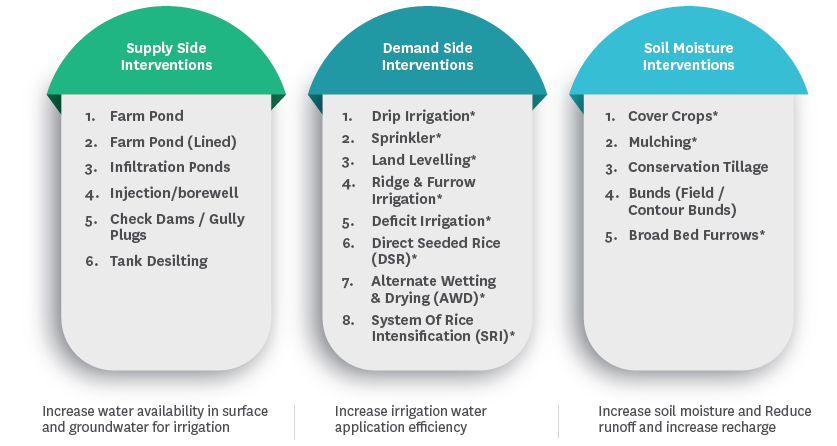 Supply Side
Interventions
1. Farm Pond
2. Farm Pond (Lined)
3. Infiltration Ponds
4. Injection/borewell
5. Check Dams / Gully
Plugs
6. Tank Desilting
Increase water availability in surface
and groundwater for irrigation
Demand Side
Interventions
1. Drip Irrigation*
2. Sprinkler*
3. Land Levelling*
4. Ridge & Furrow
Irrigation*
5. Deficit Irrigation*
6. Direct Seeded Rice
(DSR)*
7. Alternate Wetting
& Drying (AWD)*
8. System Of Rice
Intensification (SRI)*
Increase irrigation water
application efficiency
Soil Moisture
Interventions
1. Cover Crops*
2. Mulching*
3. Conservation Tillage
4. Bunds (Field /
Contour Bunds)
5. Broad Bed Furrows*
Increase soil moisture and Reduce
runoff and increase recharge